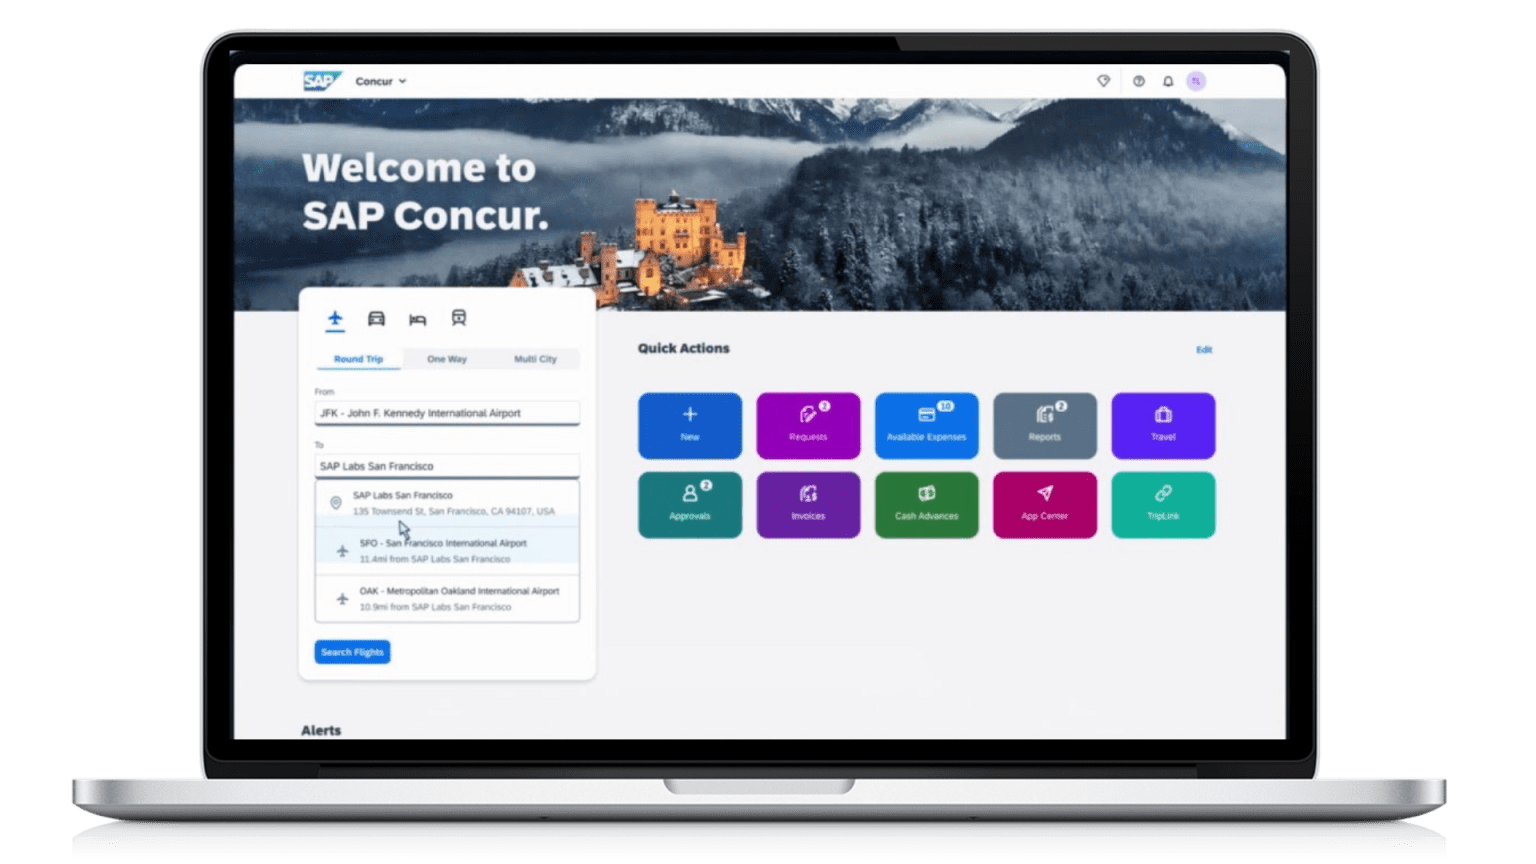 SAP
Concur
TL
Welcome to
SAP Concur.
Round Trip
One Way
Multi City
From
JFK - John F. Kennedy International Airport
To
SAP Labs San Francisco
SAP Labs San Francisco
135 Townsend St, San Francisco, CA 94107, USA
SFO - San Francisco International Airport
11.4mi from SAP Labs San Francisco
OAK - Metropolitan Oakland International Airport
10.9mi from SAP Labs San Francisco
Search Flights
Quick Actions
Edit
New
2
Requests
10
Available Expenses
2
Reports
Travel
2
Approvals
Invoices
Cash Advances
App Center
TripLink
Alerts